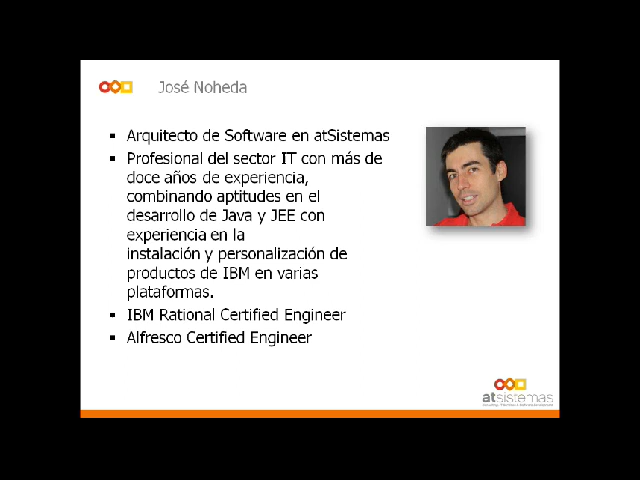 José Noheda
Arquitecto de Software en atSistemas
Profesional del sector IT con más de
doce años de experiencia,
combinando aptitudes en el
desarrollo de Java y JEE con
experiencia en la
instalación y personalización de
productos de IBM en varias
plataformas.
IBM Rational Certified Engineer
Alfresco Certified Engineer
atsistemas